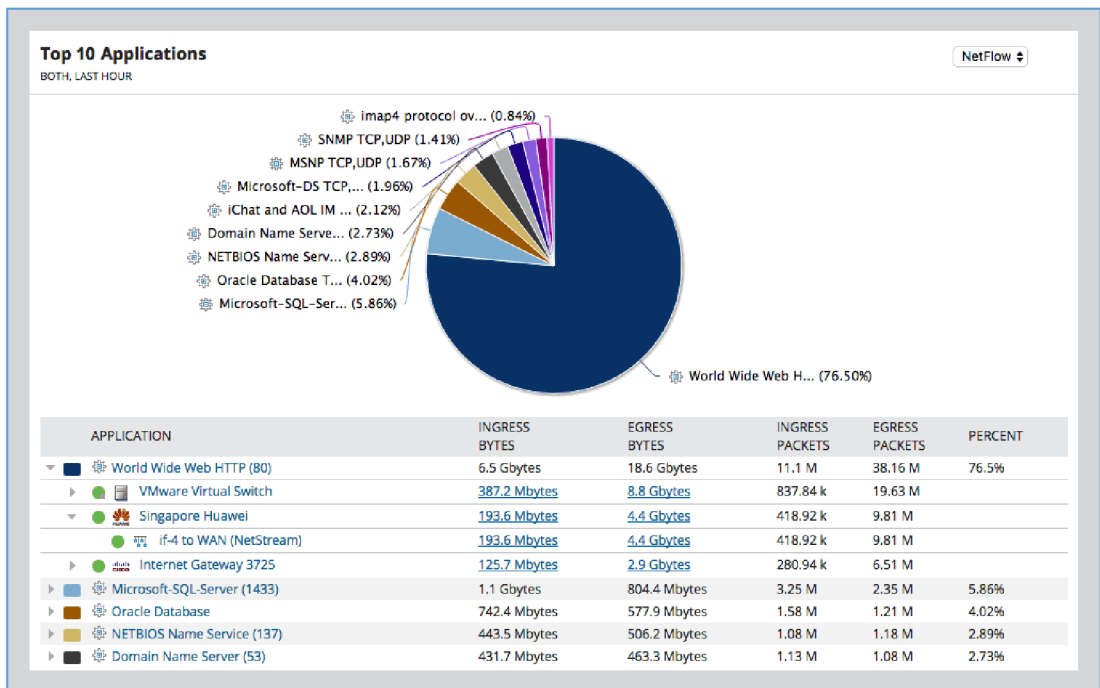 Top 10 Applications
NetFlow
BOTH, LAST HOUR
imap4 protocol ov... (0.84%)
SNMP TCP,UDP (1.41%)
MSNP TCP,UDP (1.67%)
Microsoft-DS TCP,... (1.96%)
iChat and AOL IM ... (2.12%)
Domain Name Serve... (2.73%)
NETBIOS Name Serv... (2.89%)
Oracle Database T... (4.02%)
Microsoft-SQL-Ser... (5.86%)
World Wide Web H... (76.50%)
APPLICATION INGRESS BYTES EGRESS BYTES INGRESS PACKETS EGRESS PACKETS PERCENT
World Wide Web HTTP (80) 6.5 Gbytes 18.6 Gbytes 11.1 M 38.16 M 76.5%
VMware Virtual Switch 387.2 Mbytes 8.8 Gbytes 837.84 k 19.63 M
Singapore Huawei 193.6 Mbytes 4.4 Gbytes 418.92 k 9.81 M
if-4 to WAN (NetStream) 193.6 Mbytes 4.4 Gbytes 418.92 k 9.81 M
Internet Gateway 3725 125.7 Mbytes 2.9 Gbytes 280.94 k 6.51 M
Microsoft-SQL-Server (1433) 1.1 Gbytes 804.4 Mbytes 3.25 M 2.35 M 5.86%
Oracle Database 742.4 Mbytes 577.9 Mbytes 1.58 M 1.21 M 4.02%
NETBIOS Name Service (137) 443.5 Mbytes 506.2 Mbytes 1.08 M 1.18 M 2.89%
Domain Name Server (53) 431.7 Mbytes 463.3 Mbytes 1.13 M 1.08 M 2.73%